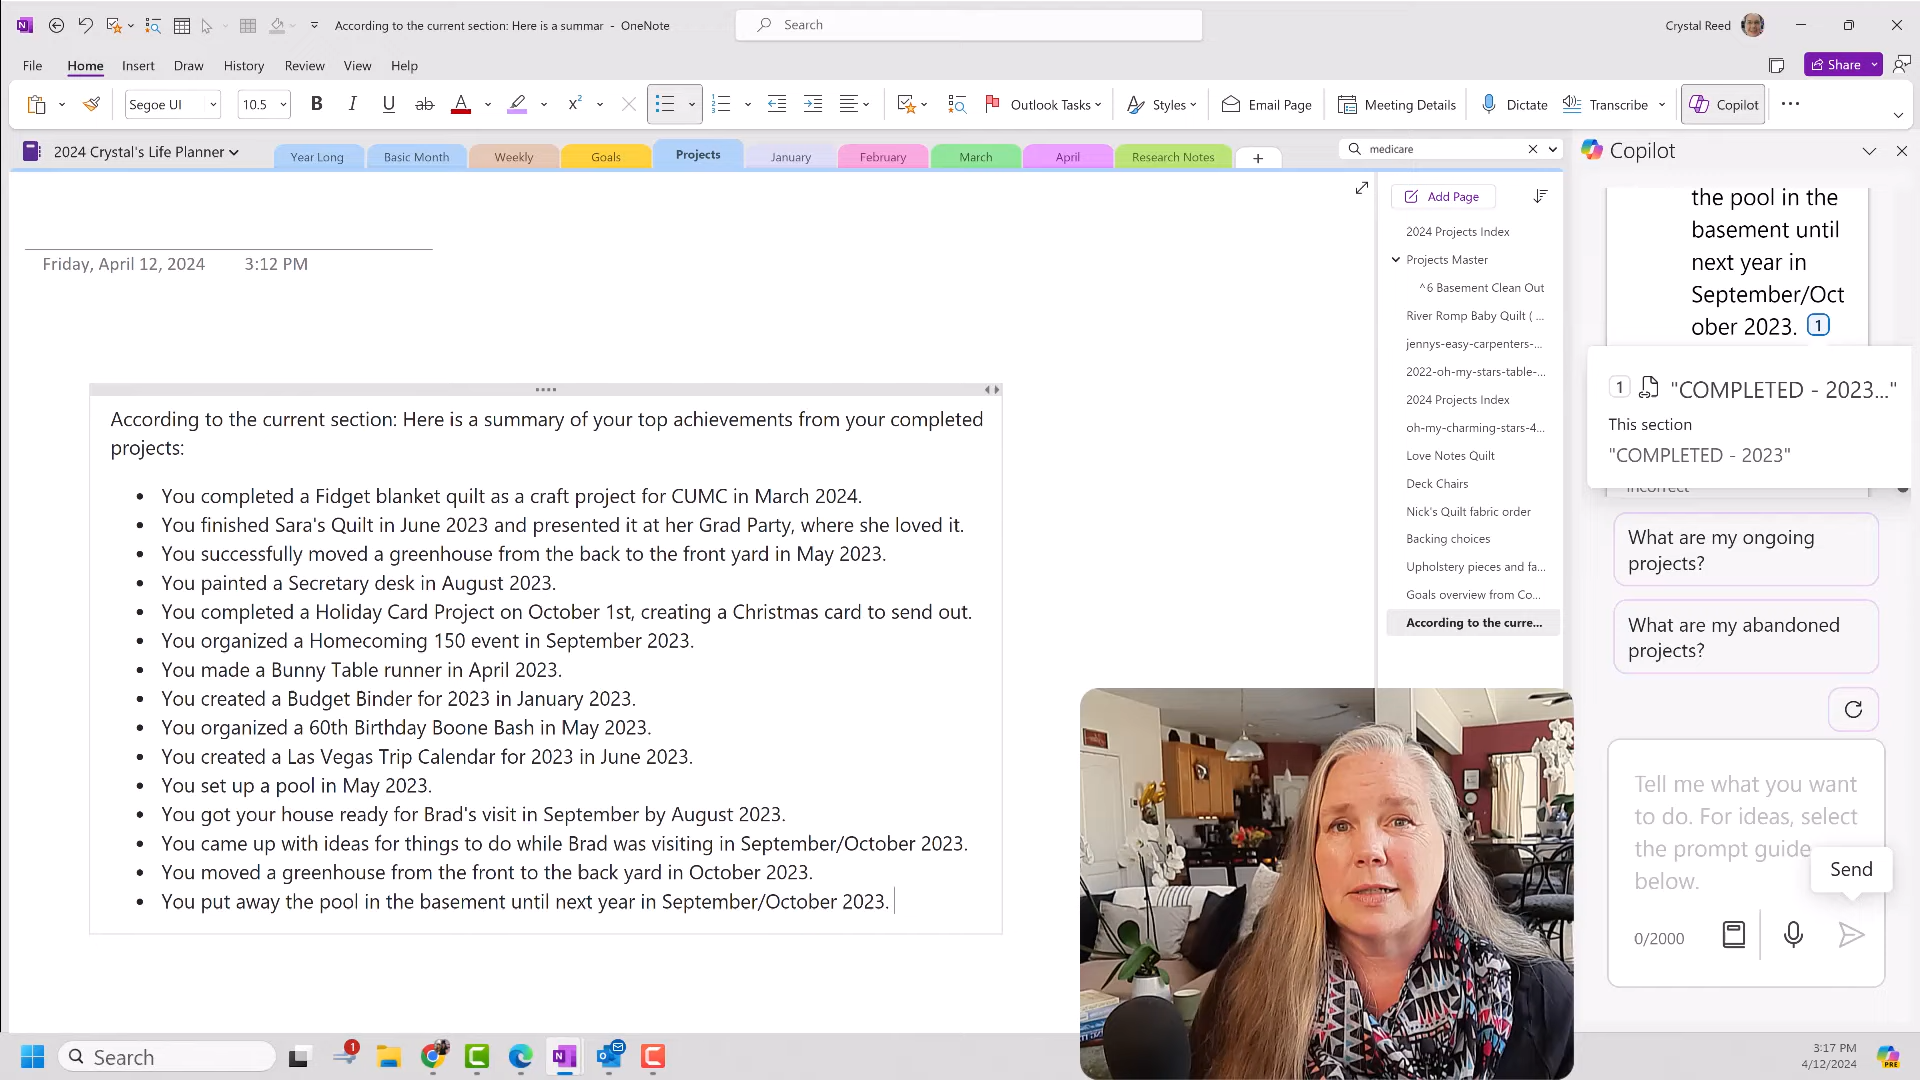 According to the current section: Here is a summar - OneNote
Search
Crystal Reed
File
Home
Insert
Draw
History
Review
View
Help
Share
Segoe UI
10.5
B
I
U
ab
A
x²
Outlook Tasks
Styles
Email Page
Meeting Details
Dictate
Transcribe
Copilot
2024 Crystal's Life Planner
Year Long
Basic Month
Weekly
Goals
Projects
January
February
March
April
Research Notes
medicare
Copilot
Friday, April 12, 2024 3:12 PM
According to the current section: Here is a summary of your top achievements from your completed
projects:
• You completed a Fidget blanket quilt as a craft project for CUMC in March 2024.
• You finished Sara's Quilt in June 2023 and presented it at her Grad Party, where she loved it.
• You successfully moved a greenhouse from the back to the front yard in May 2023.
• You painted a Secretary desk in August 2023.
• You completed a Holiday Card Project on October 1st, creating a Christmas card to send out.
• You organized a Homecoming 150 event in September 2023.
• You made a Bunny Table runner in April 2023.
• You created a Budget Binder for 2023 in January 2023.
• You organized a 60th Birthday Boone Bash in May 2023.
• You created a Las Vegas Trip Calendar for 2023 in June 2023.
• You set up a pool in May 2023.
• You got your house ready for Brad's visit in September by August 2023.
• You came up with ideas for things to do while Brad was visiting in September/October 2023.
• You moved a greenhouse from the front to the back yard in October 2023.
• You put away the pool in the basement until next year in September/October 2023.
Add Page
2024 Projects Index
Projects Master
^6 Basement Clean Out
River Romp Baby Quilt ( ...
jennys-easy-carpenters-...
2022-oh-my-stars-table-...
2024 Projects Index
oh-my-charming-stars-4...
Love Notes Quilt
Deck Chairs
Nick's Quilt fabric order
Backing choices
Upholstery pieces and fa...
Goals overview from Co...
According to the curre...
the pool in the
basement until
next year in
September/Oct
ober 2023. 1
1 "COMPLETED - 2023..."
This section
"COMPLETED - 2023"
incorrect
What are my ongoing
projects?
What are my abandoned
projects?
Tell me what you want
to do. For ideas, select
the prompt guide
below.
Send
0/2000
Search
1
3:17 PM
4/12/2024
PRE